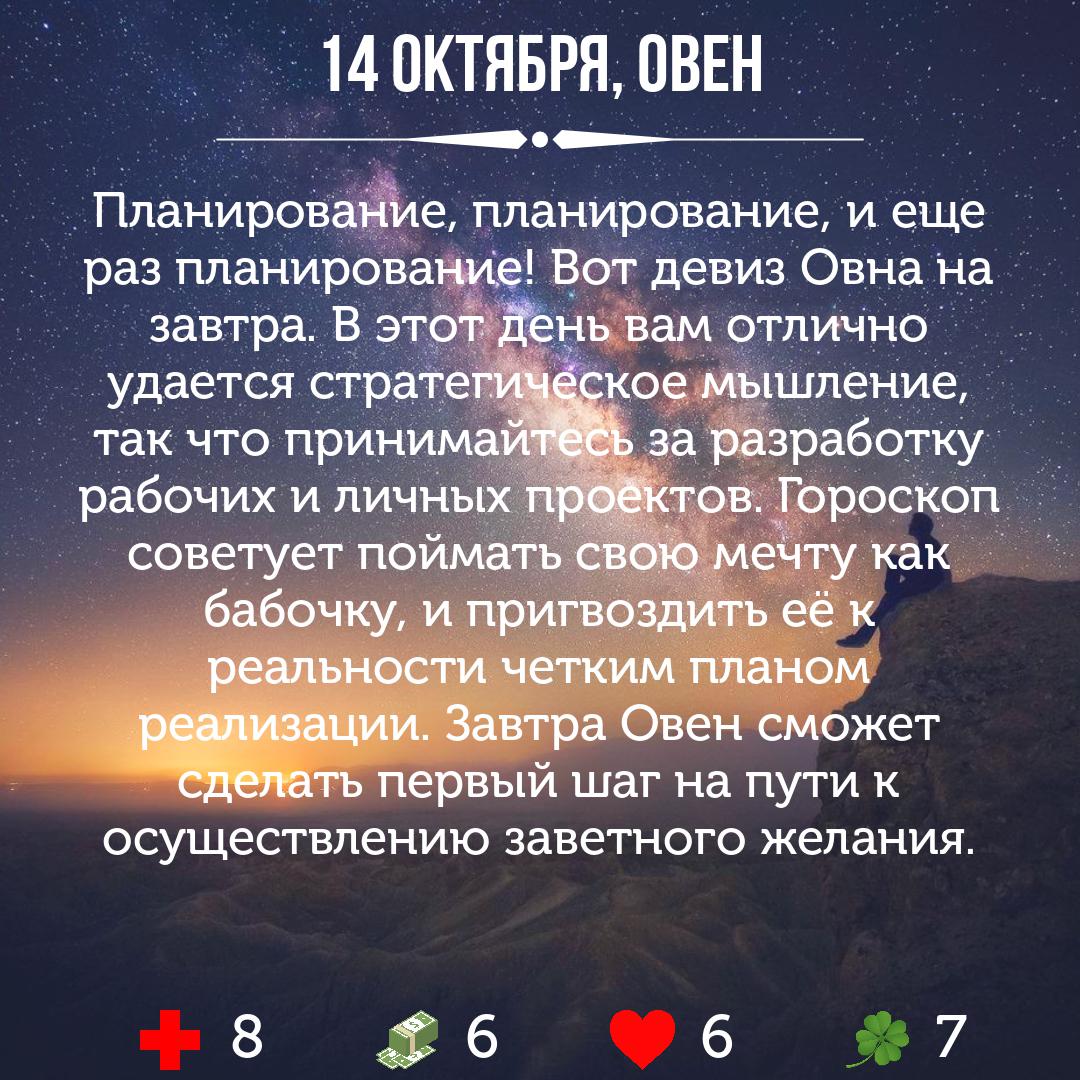 14 ОКТЯБРЯ, ОВЕН
Планирование, планирование, и еще
раз планирование! Вот девиз Овна на
завтра. В этот день вам отлично
удается стратегическое мышление,
так что принимайтесь за разработку
рабочих и личных проектов. Гороскоп
советует поймать свою мечту как
бабочку, и пригвоздить её к
реальности четким планом
реализации. Завтра Овен сможет
сделать первый шаг на пути к
осуществлению заветного желания.
8 6 6 7